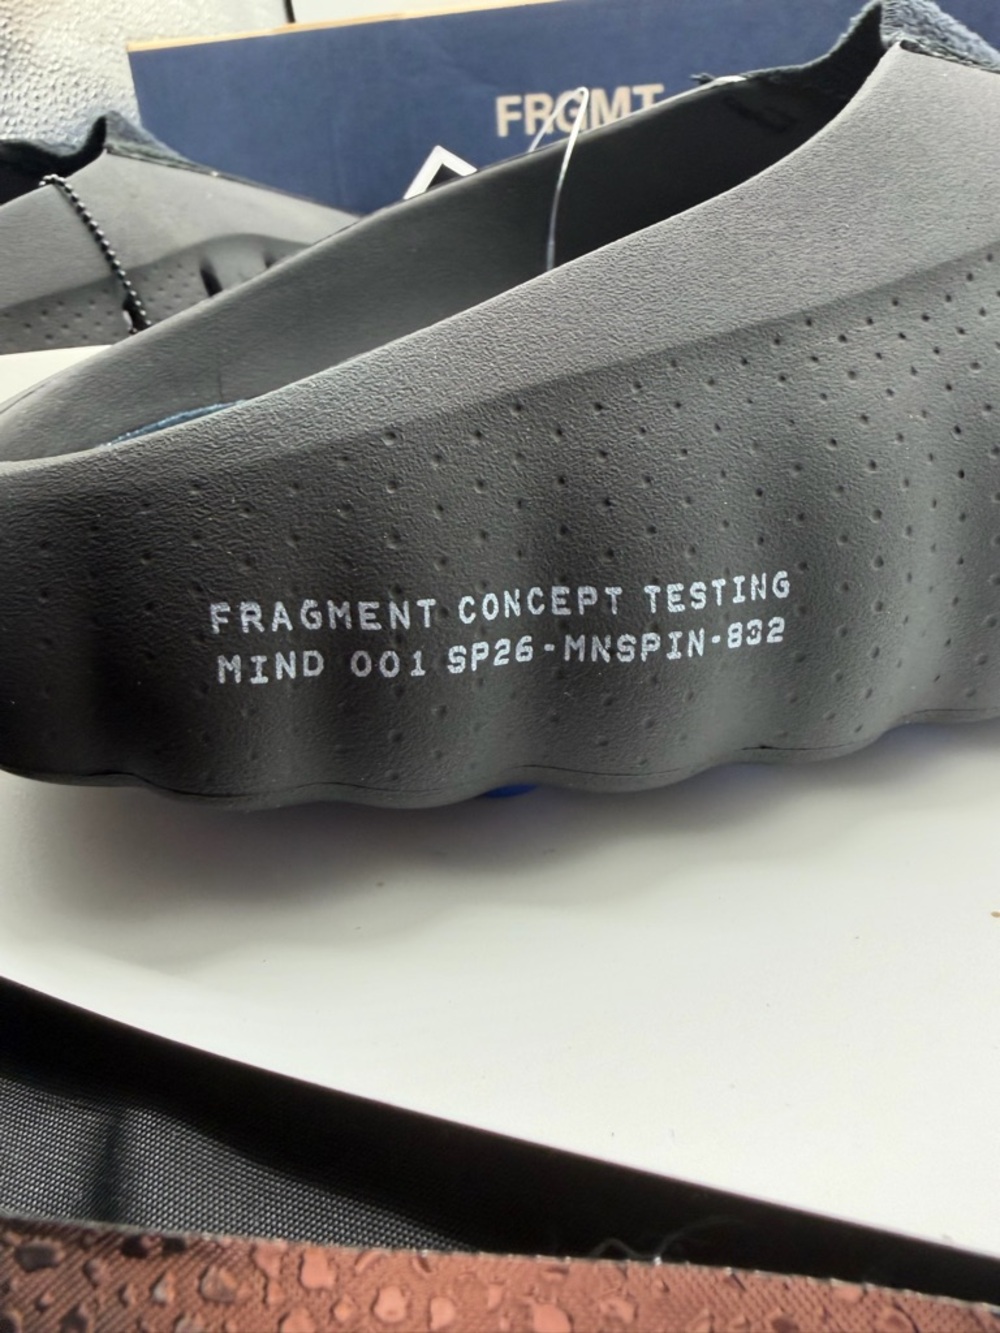 FRGMT
FRAGMENT CONCEPT TESTING
MIND 001 SP26-MNSPIN-832